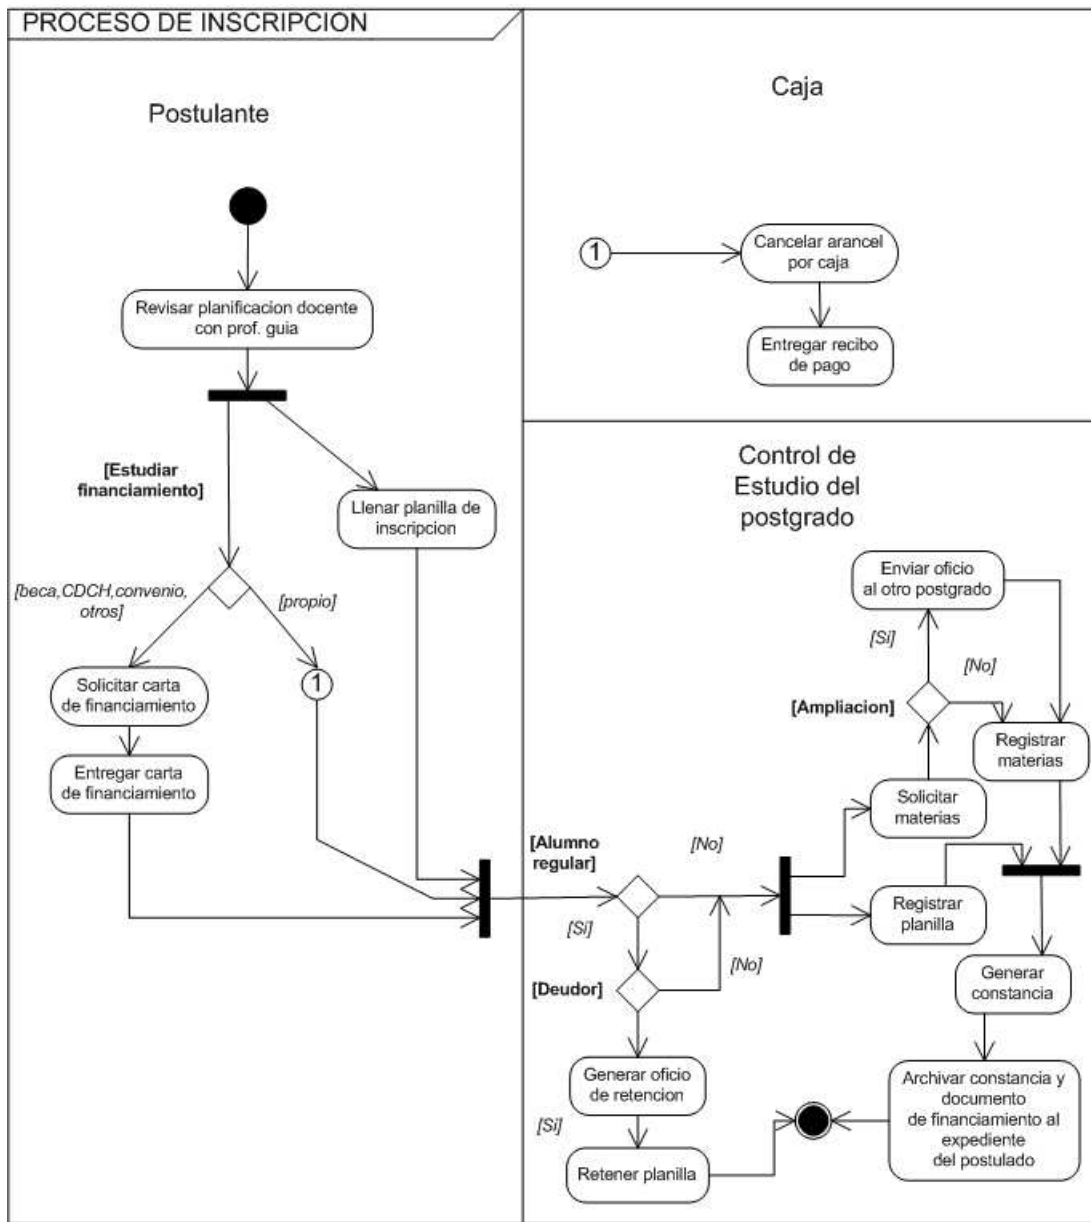 PROCESO DE INSCRIPCION
Postulante
Revisar planificacion docente
con prof. guia
[Estudiar
financiamiento]
Llenar planilla de
inscripcion
[beca,CDCH,convenio,
otros]
[propio]
1
Solicitar carta
de financiamiento
Entregar carta
de financiamiento
Caja
1
Cancelar arancel
por caja
Entregar recibo
de pago
Control de
Estudio del
postgrado
Enviar oficio
al otro postgrado
[Si]
[No]
[Ampliacion]
Registrar
materias
Solicitar
materias
[Alumno
regular]
[No]
Registrar
planilla
[Si]
[No]
[Deudor]
Generar
constancia
Generar oficio
de retencion
[Si]
Retener planilla
Archivar constancia y
documento
de financiamiento al
expediente
del postulado